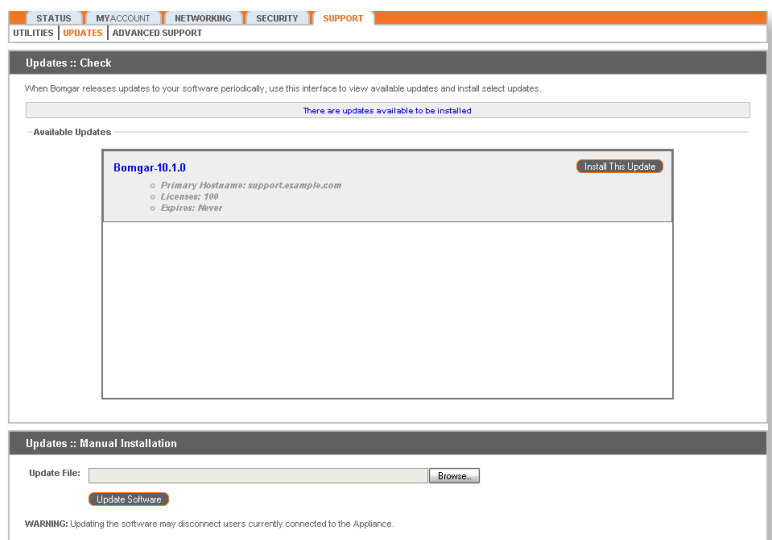 STATUS MYACCOUNT NETWORKING SECURITY SUPPORT
UTILITIES UPDATES ADVANCED SUPPORT
Updates :: Check
When Bomgar releases updates to your software periodically, use this interface to view available updates and install select updates.
There are updates available to be installed
Available Updates
Bomgar-10.1.0 Install This Update
Primary Hostname: support.example.com
Licenses: 100
Expires: Never
Updates :: Manual Installation
Update File: Browse..
Update Software
WARNING: Updating the software may disconnect users currently connected to the Appliance.